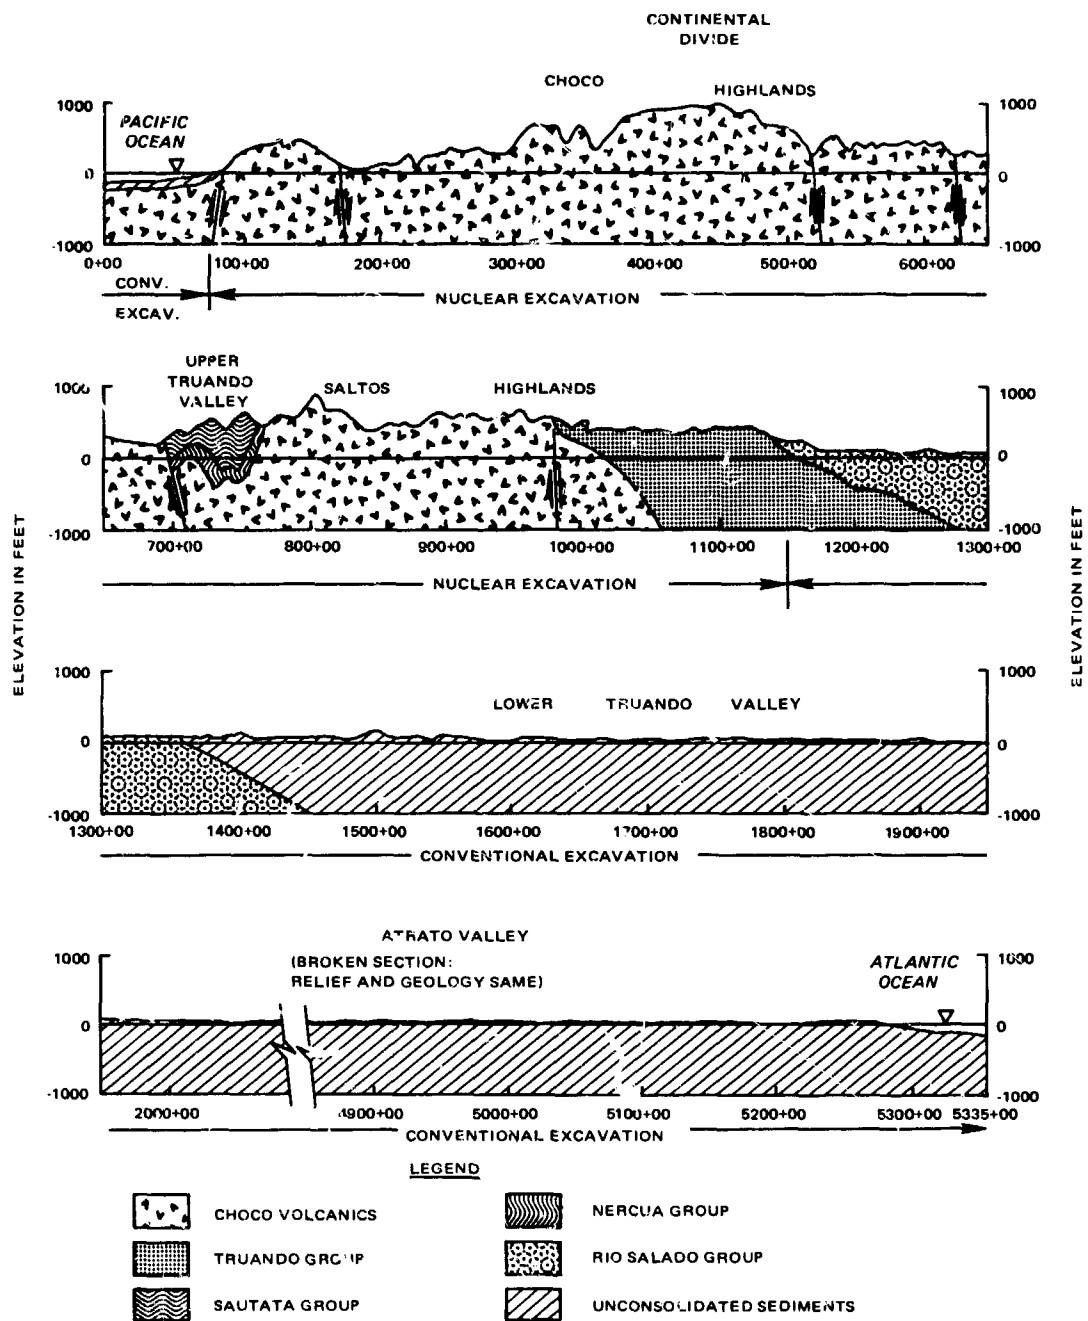 CONTINENTAL
DIVIDE
CHOCO
HIGHLANDS
1000
PACIFIC
OCEAN
0
-1000
1000
0
-1000
0+00 100+00 200+00 300+00 400+00 500+00 600+00
CONV.
EXCAV.
NUCLEAR EXCAVATION
UPPER
TRUANDO
VALLEY
SALTOS
HIGHLANDS
1000
0
-1000
1000
0
-1000
700+00 800+00 900+00 1000+00 1100+00 1200+00 1300+00
NUCLEAR EXCAVATION
ELEVATION IN FEET
ELEVATION IN FEET
1000
0
-1000
LOWER TRUANDO VALLEY
1000
0
-1000
1300+00 1400+00 1500+00 1600+00 1700+00 1800+00 1900+00
CONVENTIONAL EXCAVATION
ATRATO VALLEY
(BROKEN SECTION:
RELIEF AND GEOLOGY SAME)
1000
0
-1000
ATLANTIC
OCEAN
1000
0
-1000
2000+00 4900+00 5000+00 5100+00 5200+00 5300+00 5335+00
CONVENTIONAL EXCAVATION
LEGEND
CHOCO VOLCANICS
NERCUA GROUP
TRUANDO GROUP
RIO SALADO GROUP
SAUTATA GROUP
UNCONSOLIDATED SEDIMENTS